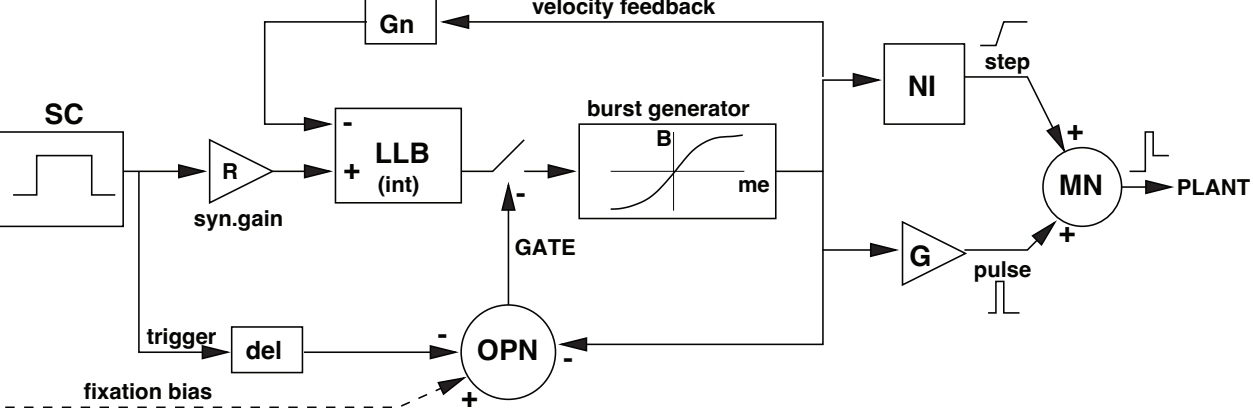 velocity feedback
Gn
step
SC
burst generator
NI
-
B
+
LLB
(int)
R
+
me
MN
PLANT
syn.gain
-
GATE
+
G
pulse
trigger
del
-
OPN
-
fixation bias
+